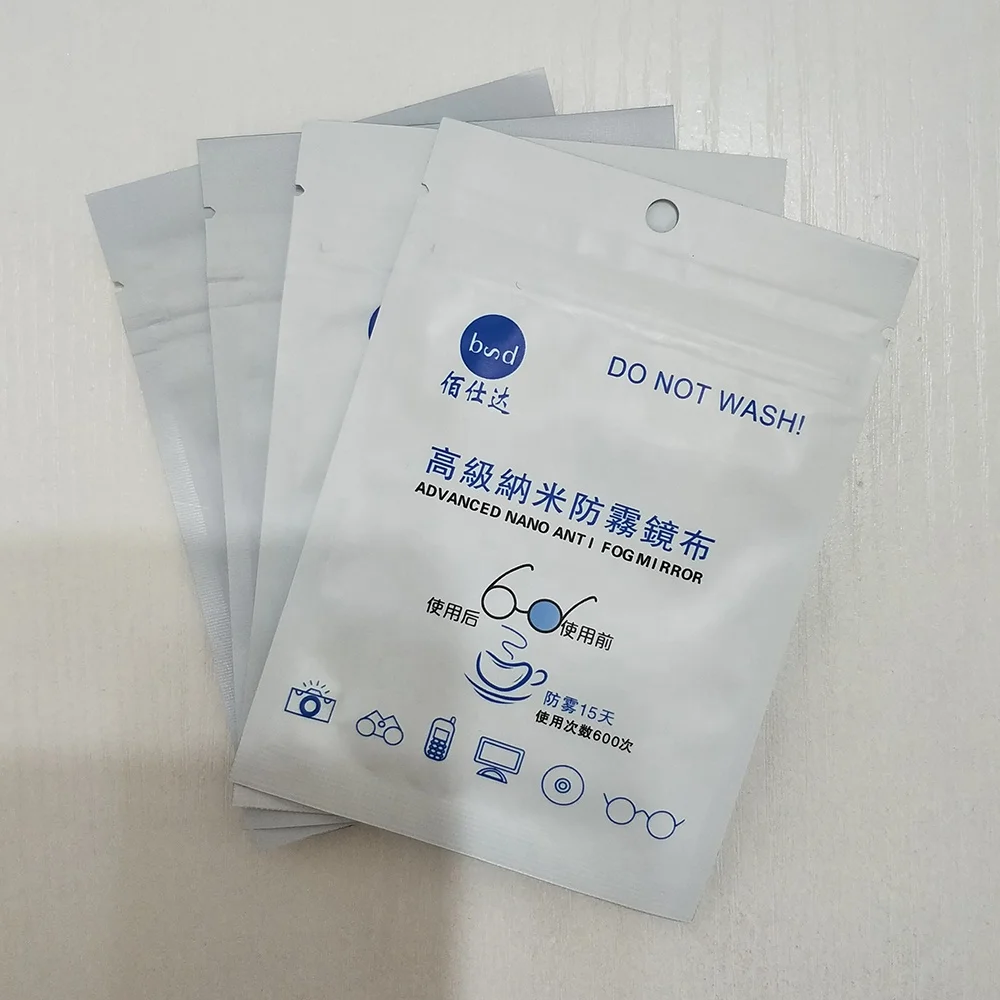 bsd
佰仕达
DO NOT WASH!
高級納米防霧鏡布
ADVANCED NANO ANT I FOGMI RROR
使用后
使用前
防雾15天
使用次数600次